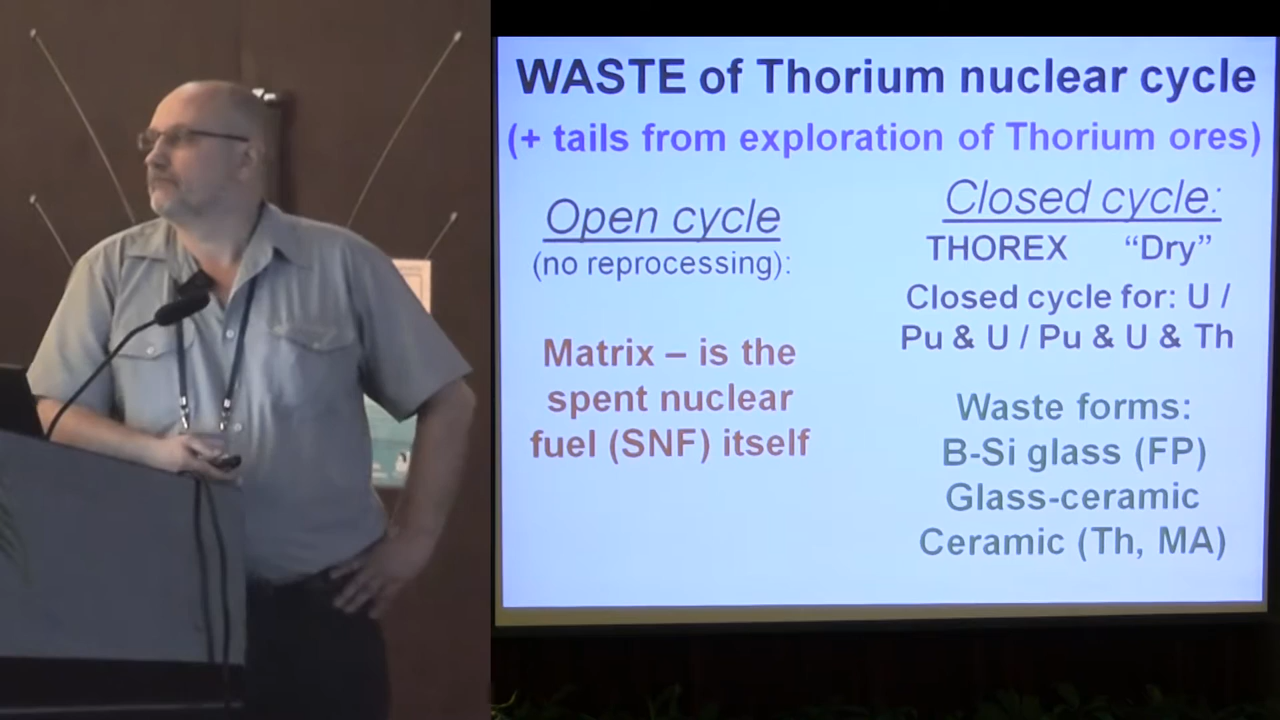 WASTE of Thorium nuclear cycle
(+ tails from exploration of Thorium ores)
Open cycle
(no reprocessing):
Matrix – is the
spent nuclear
fuel (SNF) itself
Closed cycle:
THOREX “Dry”
Closed cycle for: U /
Pu & U / Pu & U & Th
Waste forms:
B-Si glass (FP)
Glass-ceramic
Ceramic (Th, MA)